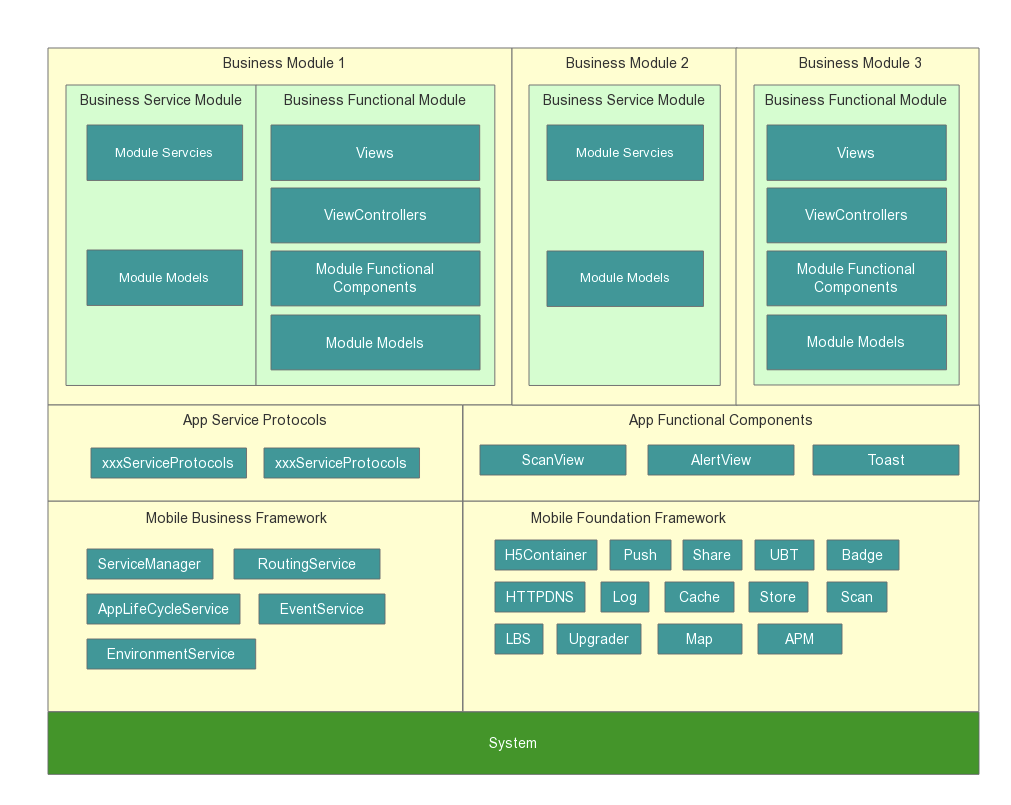 Business Module 1
Business Service Module
Module Servcies
Module Models
Business Functional Module
Views
ViewControllers
Module Functional
Components
Module Models
Business Module 2
Business Service Module
Module Servcies
Module Models
Business Module 3
Business Functional Module
Views
ViewControllers
Module Functional
Components
Module Models
App Service Protocols
xxxServiceProtocols
xxxServiceProtocols
App Functional Components
ScanView
AlertView
Toast
Mobile Business Framework
ServiceManager
RoutingService
AppLifeCycleService
EventService
EnvironmentService
Mobile Foundation Framework
H5Container
Push
Share
UBT
Badge
HTTPDNS
Log
Cache
Store
Scan
LBS
Upgrader
Map
APM
System